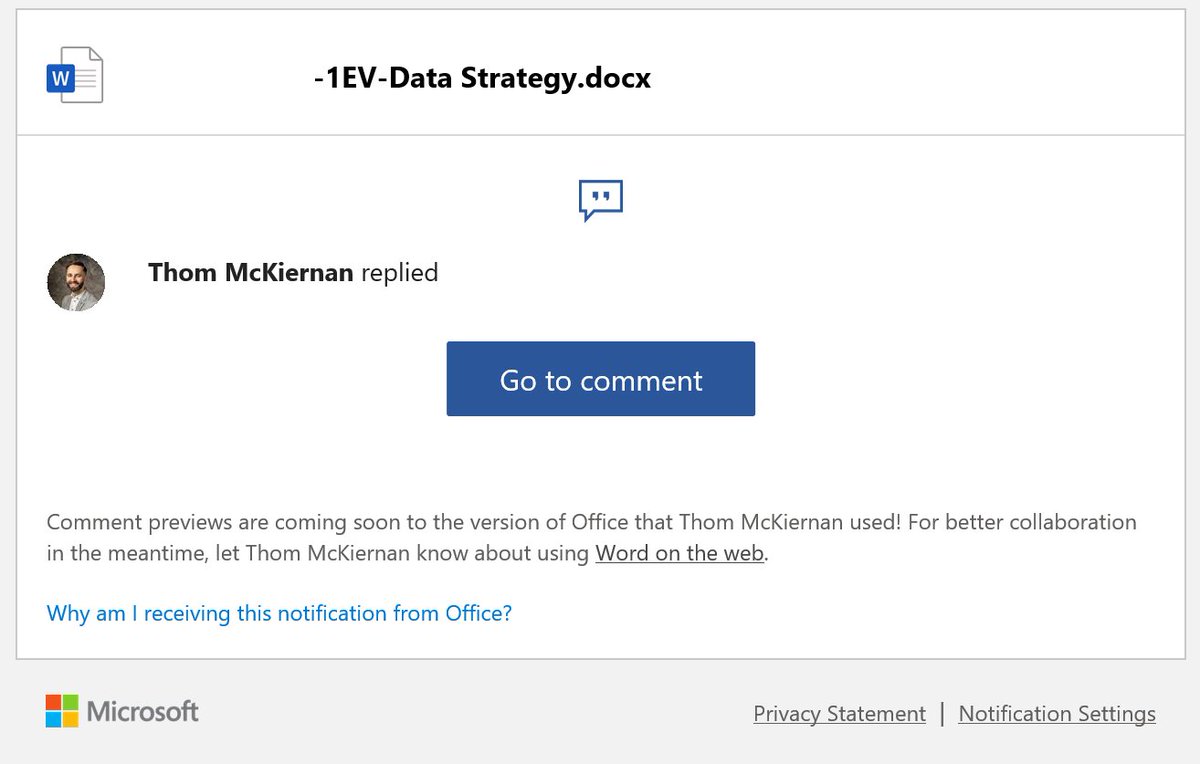 W
-1EV-Data Strategy.docx
Thom McKiernan replied
Go to comment
Comment previews are coming soon to the version of Office that Thom McKiernan used! For better collaboration
in the meantime, let Thom McKiernan know about using Word on the web.
Why am I receiving this notification from Office?
Microsoft
Privacy Statement | Notification Settings